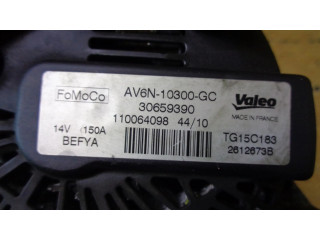 FoMoCo
AV6N-10300-GC
30659390
110064098 44/10
Valeo
MADE IN FRANCE
14V (150A
BEFYA
TG15C183
2612673B